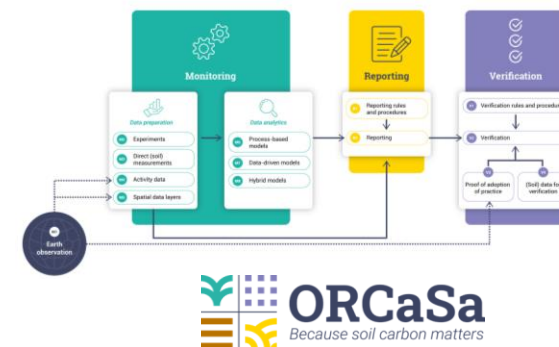 Monitoring
Reporting
Verification
Data preparation
Experiments
Direct (soil)
measurements
Activity data
Spatial data layers
Data analytics
Process-based
models
Data-driven models
Hybrid models
Reporting rules
and procedures
Reporting
Verification rules and procedur
Verification
Proof of adoption
of practice
(Soil) data fo
verification
Earth
observation
ORCaSa
Because soil carbon matters